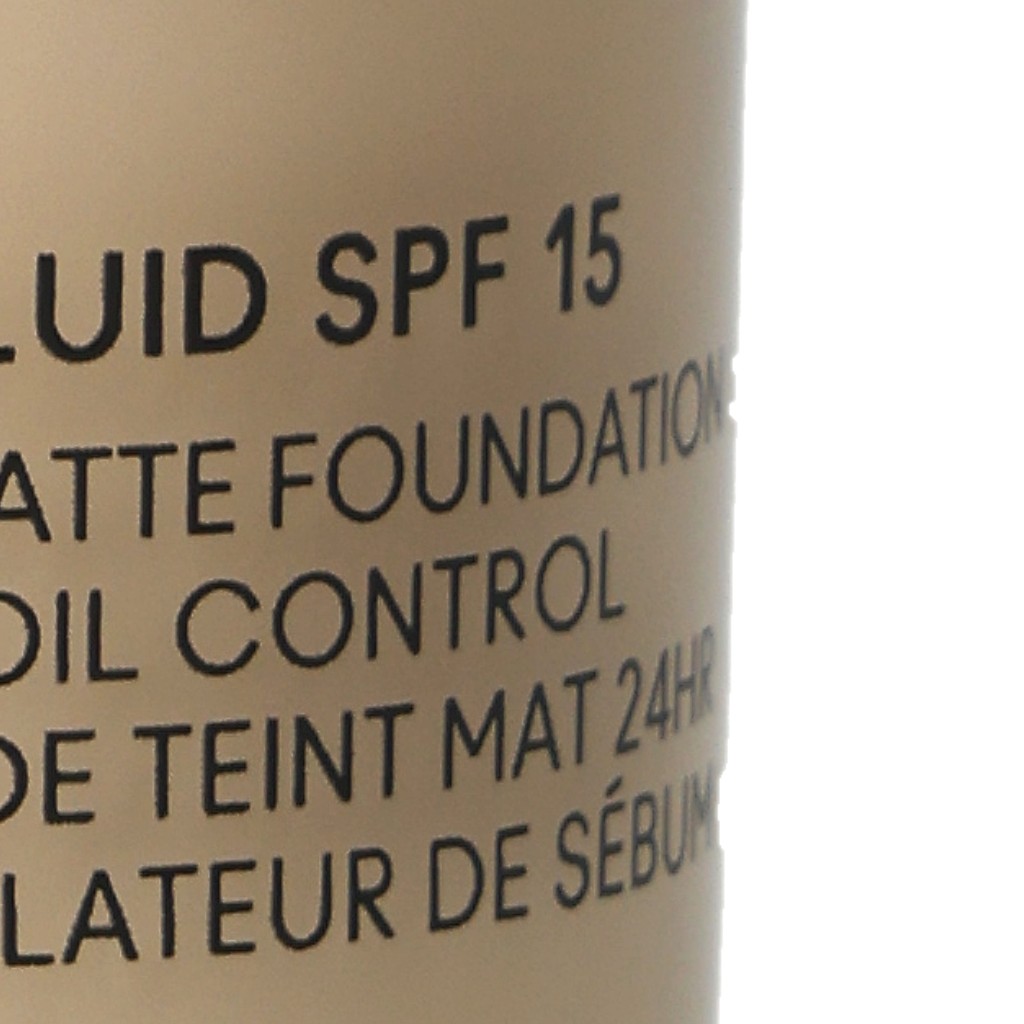 LUID SPF 15
ATTE FOUNDATION
OIL CONTROL
DE TEINT MAT 24HR
LATEUR DE SÉBUM